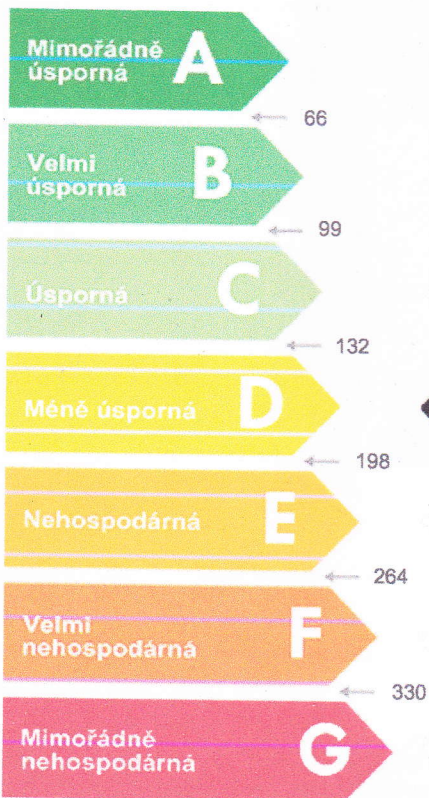 Mimořádně
úsporná
A
66
Velmi
úsporná
B
99
Úsporná
C
132
Méně úsporná
D
198
Nehospodárná
E
264
Velmi
nehospodárná
F
330
Mimořádně
nehospodárná
G